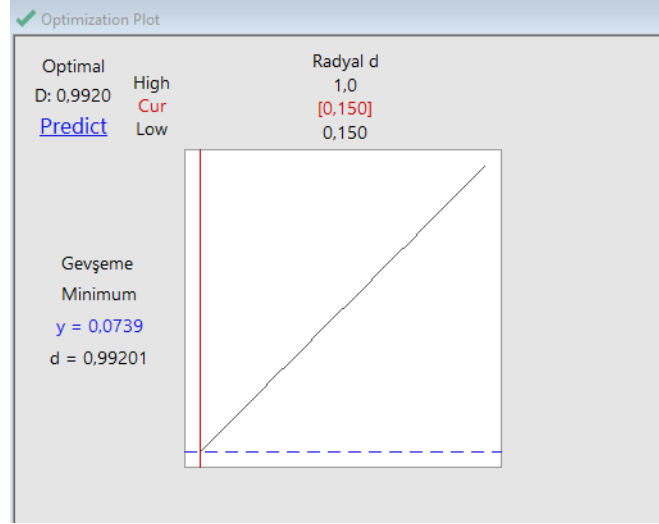 Optimization Plot
Optimal
D: 0,9920
Predict
High
Cur
Low
Radyal d
1,0
[0,150]
0,150
Gevşeme
Minimum
y = 0,0739
d = 0,99201